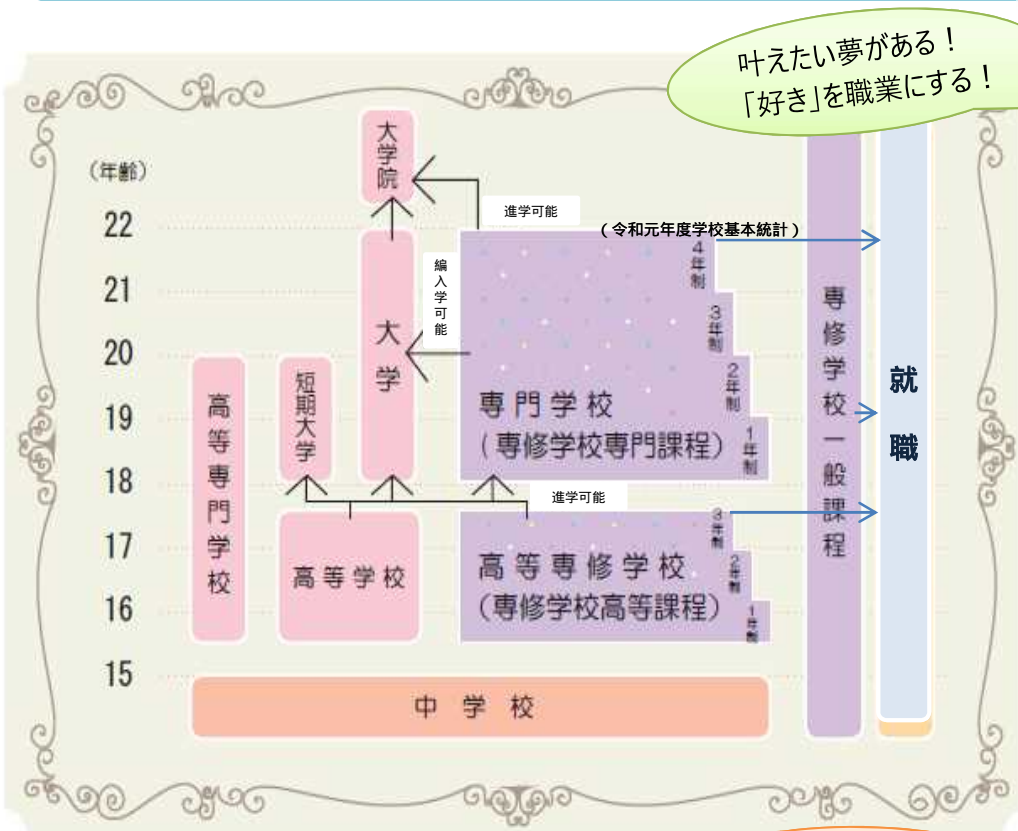 叶えたい夢がある！
「好き」を職業にする！
（年齢）
22
21
20
19
18
17
16
15
大学院
進学可能
（令和元年度学校基本統計）
編入学可能
大学
4年制
3年制
2年制
1年制
専門学校
（専修学校専門課程）
短期大学
高等専門学校
進学可能
高等学校
3年制
2年制
1年制
高等専修学校
（専修学校高等課程）
専修学校一般課程
就職
中学校